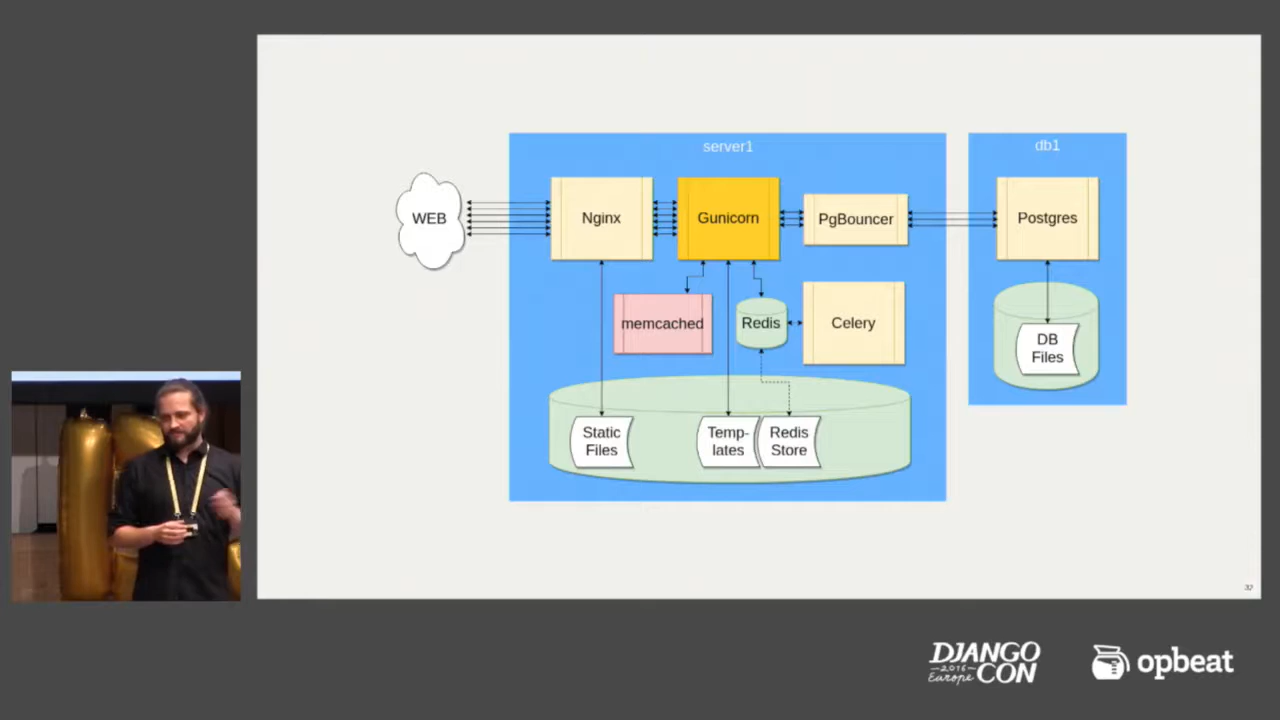 server1
db1
WEB
Nginx
Gunicorn
PgBouncer
Postgres
memcached
Redis
Celery
DB
Files
Static
Files
Temp-
lates
Redis
Store
32
DJANGO
2016
Europe CON
opbeat